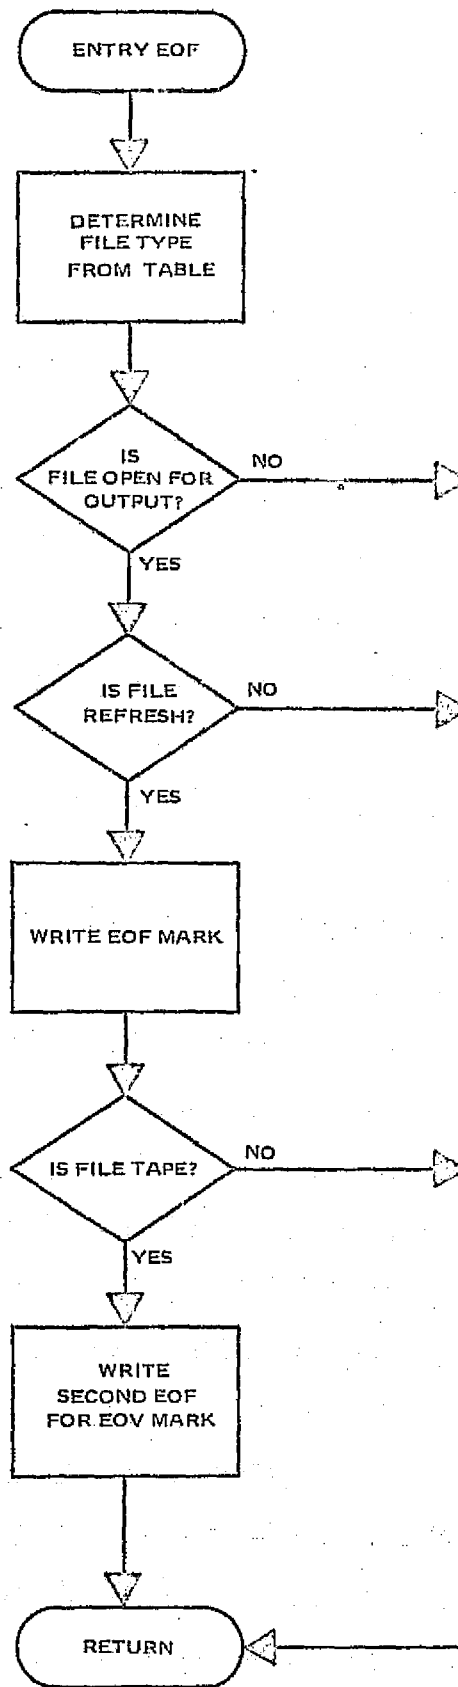 ENTRY EOF
DETERMINE
FILE TYPE
FROM TABLE
IS
FILE OPEN FOR
OUTPUT?
NO
YES
IS FILE
REFRESH?
NO
YES
WRITE EOF MARK
IS FILE TAPE?
NO
YES
WRITE
SECOND EOF
FOR EOV MARK
RETURN